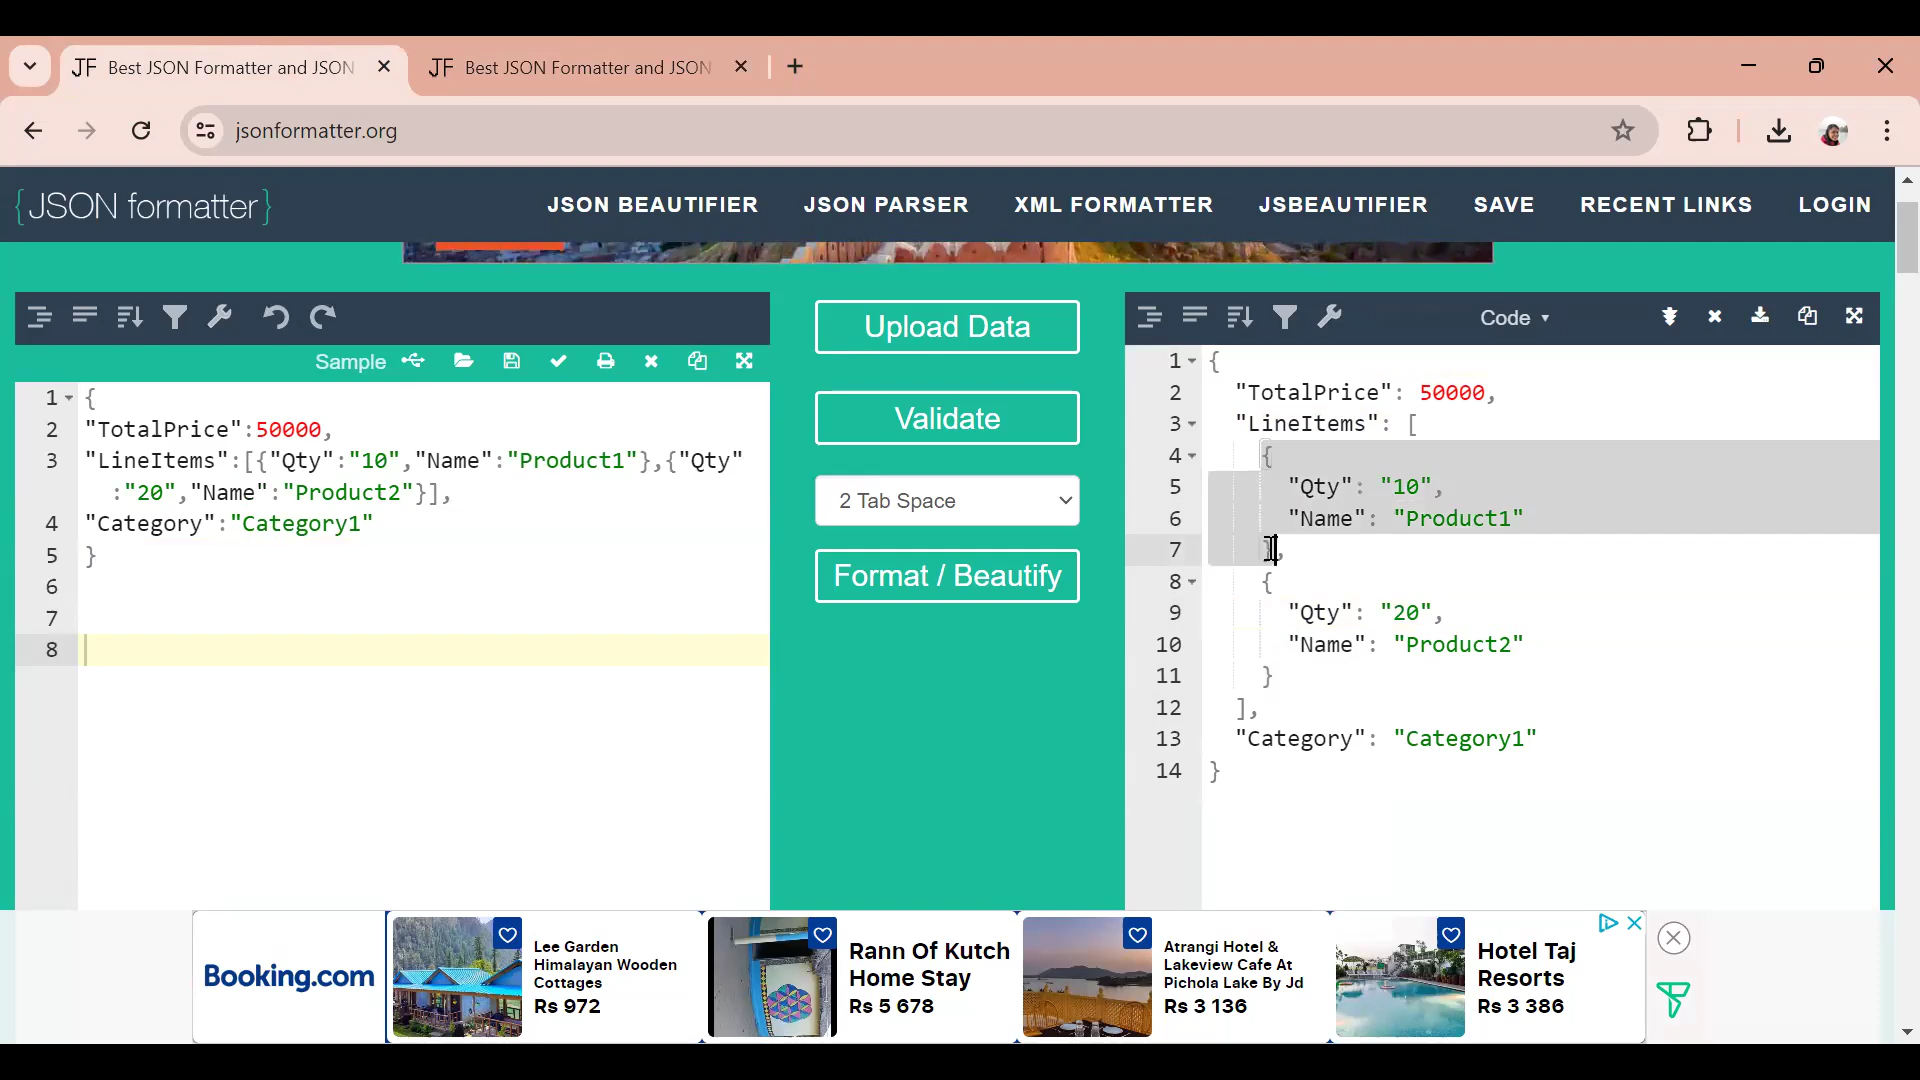 JF Best JSON Formatter and JSON
JF Best JSON Formatter and JSON
jsonformatter.org
{JSON formatter}
JSON BEAUTIFIER
JSON PARSER
XML FORMATTER
JSBEAUTIFIER
SAVE
RECENT LINKS
LOGIN
Sample
1 {
2 "TotalPrice":50000,
3 "LineItems":[{"Qty":"10","Name":"Product1"},{"Qty"
:"20","Name":"Product2"}],
4 "Category":"Category1"
5 }
6
7
8
Upload Data
Validate
2 Tab Space
Format / Beautify
Code
1 {
2 "TotalPrice": 50000,
3 "LineItems": [
4 {
5 "Qty": "10",
6 "Name": "Product1"
7 },
8 {
9 "Qty": "20",
10 "Name": "Product2"
11 }
12 ],
13 "Category": "Category1"
14 }
Booking.com
Lee Garden
Himalayan Wooden
Cottages
Rs 972
Rann Of Kutch
Home Stay
Rs 5 678
Atrangi Hotel &
Lakeview Cafe At
Pichola Lake By Jd
Rs 3 136
Hotel Taj
Resorts
Rs 3 386